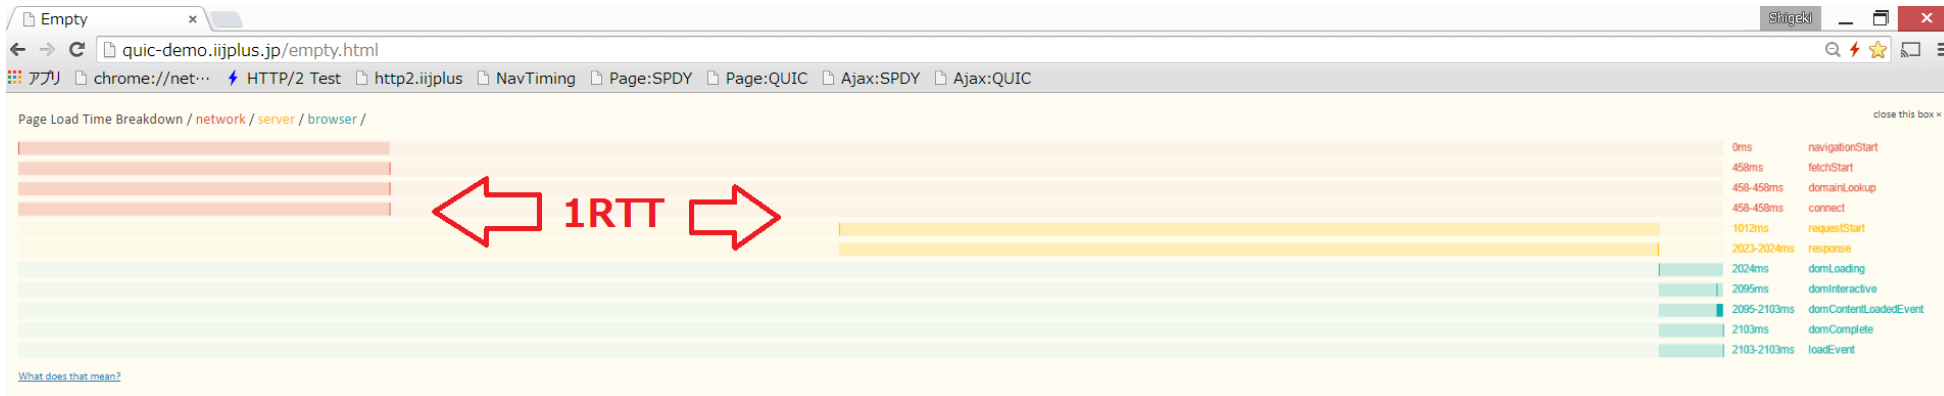 Empty
Shigeki
quic-demo.iijplus.jp/empty.html
アプリ chrome://net… HTTP/2 Test http2.iijplus NavTiming Page:SPDY Page:QUIC Ajax:SPDY Ajax:QUIC
Page Load Time Breakdown / network / server / browser / close this box ×
0ms navigationStart
458ms fetchStart
458-458ms domainLookup
458-458ms connect
1RTT
1012ms requestStart
2023-2024ms response
2024ms domLoading
2095ms domInteractive
2095-2103ms domContentLoadedEvent
2103ms domComplete
2103-2103ms loadEvent
What does that mean?